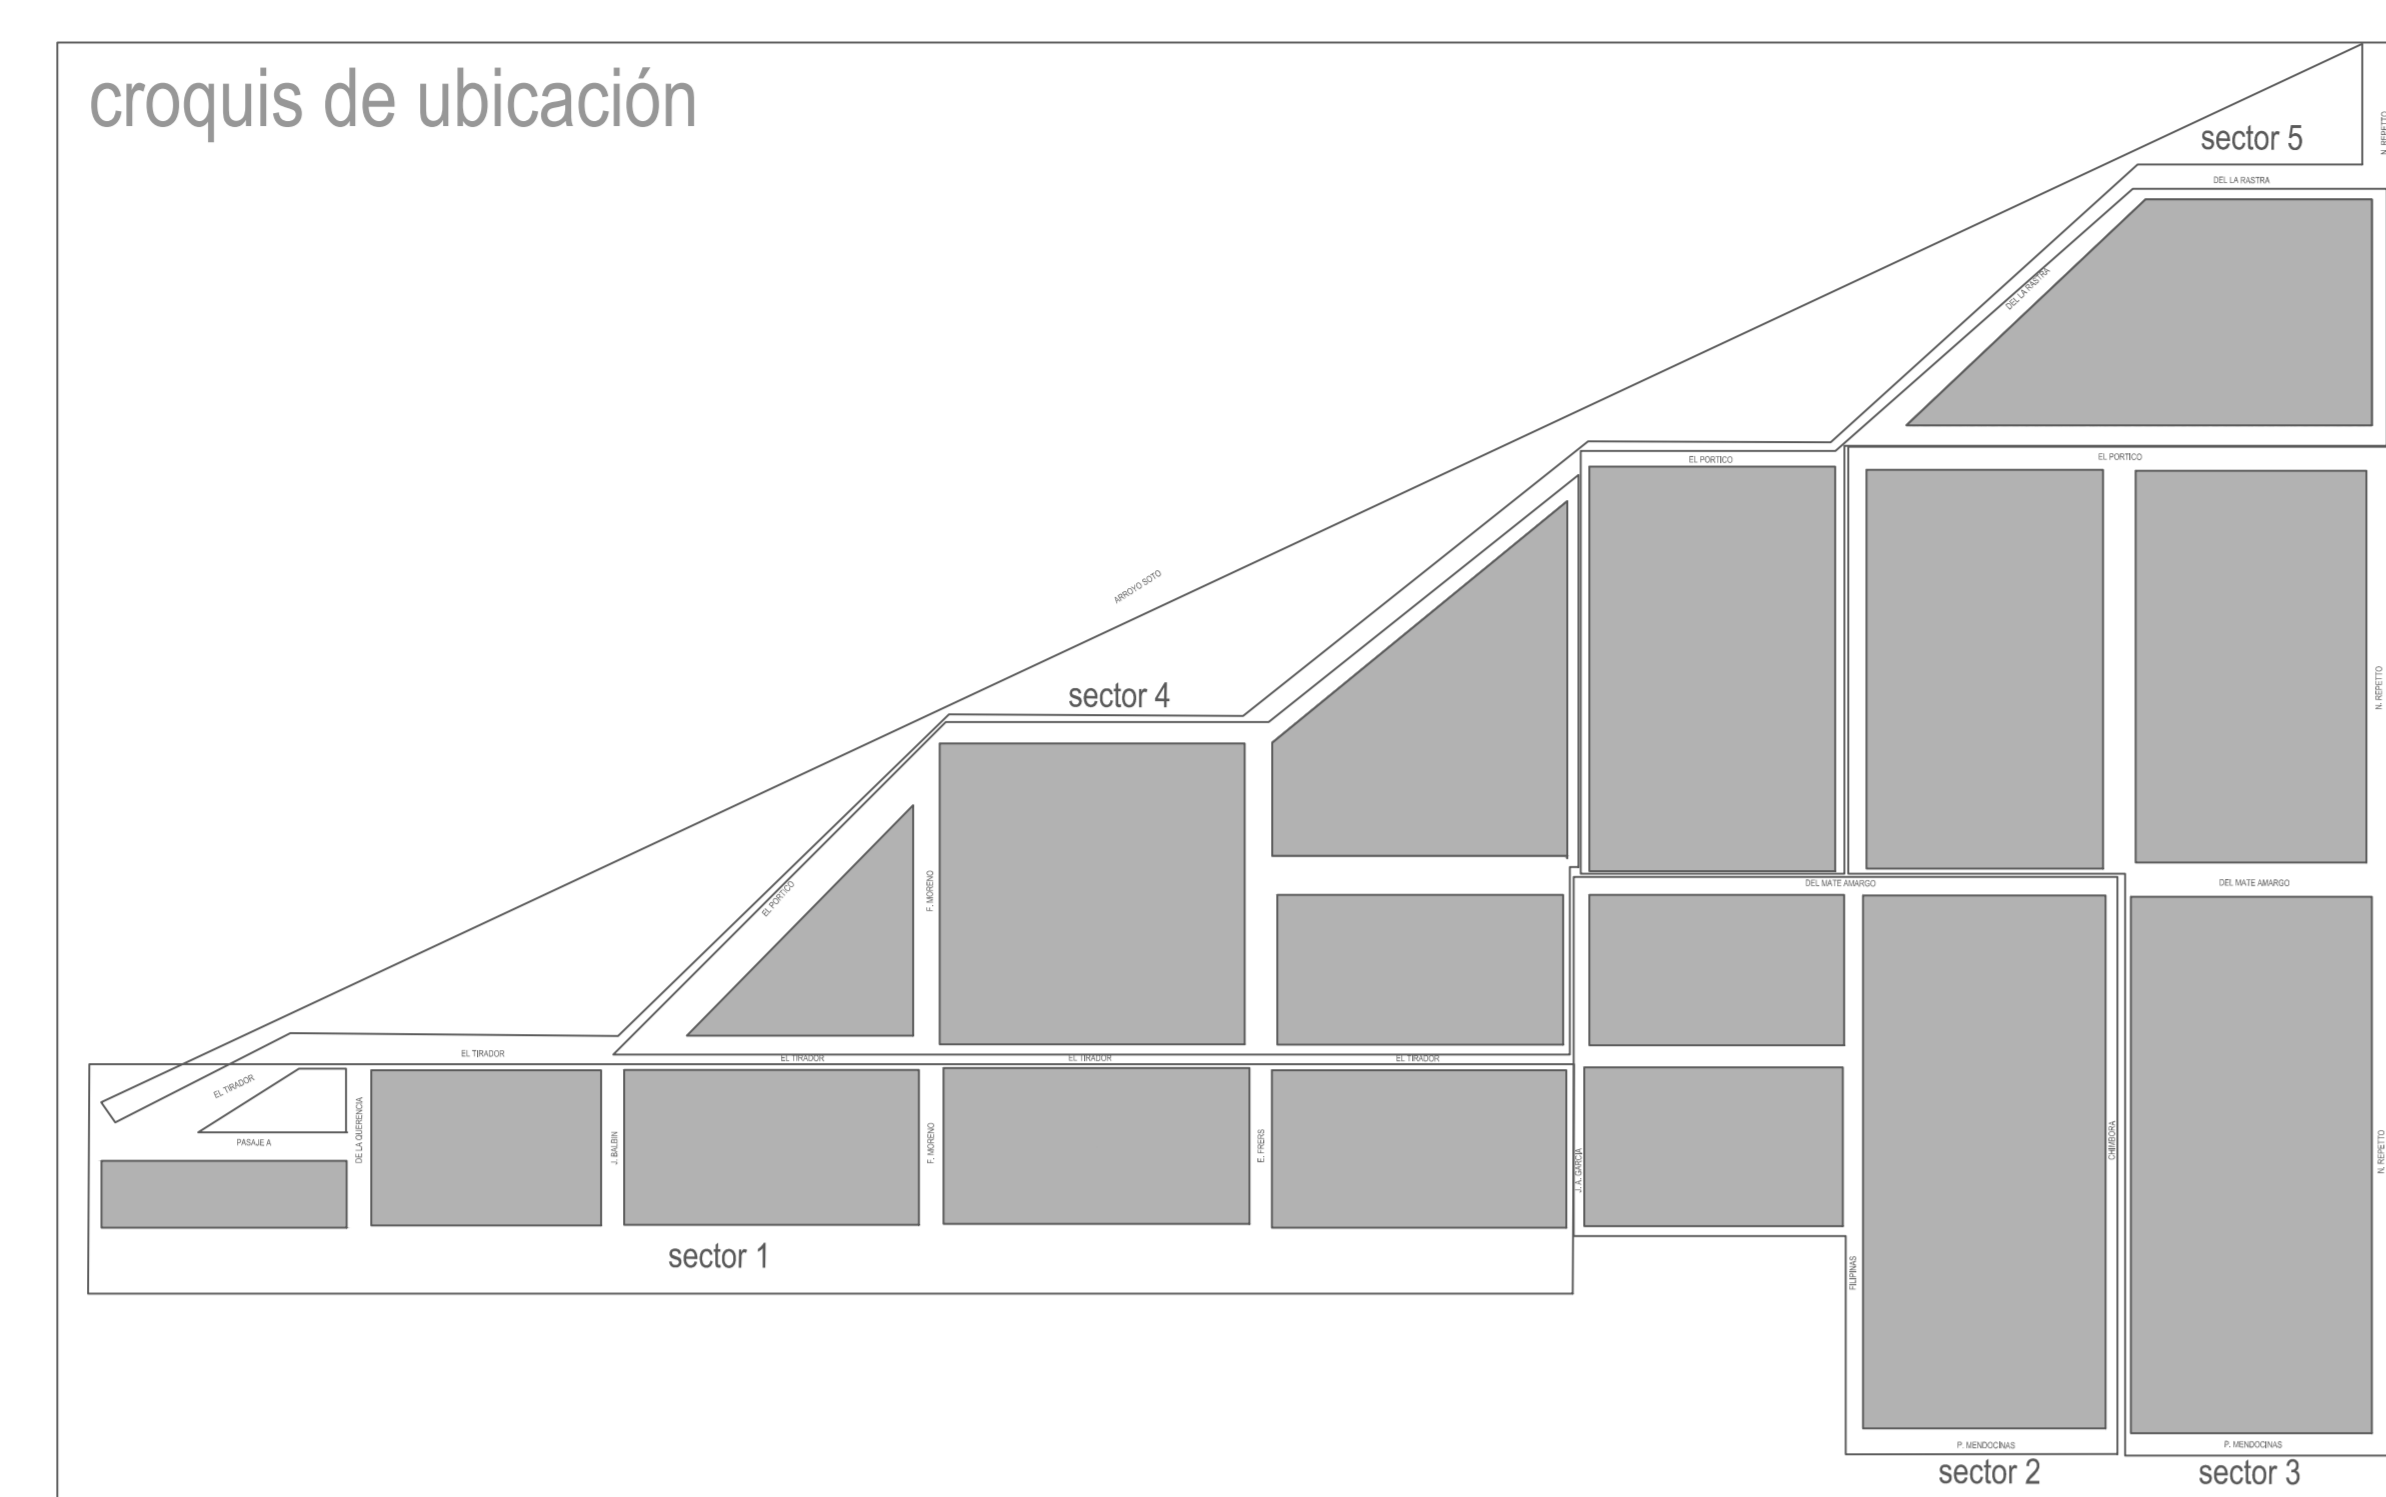 croquis de ubicación
N. REPETTO
sector 5
DEL LA RASTRA
DEL LA RASTRA
EL PORTICO
EL PORTICO
ARROYO SOTO
sector 4
N. REPETTO
EL PORTICO
F. MORENO
DEL MATE AMARGO
DEL MATE AMARGO
EL TIRADOR
EL TIRADOR
EL TIRADOR
EL TIRADOR
EL TIRADOR
PASAJE A
DE LA QUERENCIA
J. BALBIN
F. MORENO
E. FRERS
J. A. GARCIA
CHIMBORA
N. REPETTO
sector 1
FILIPINAS
P. MENDOCINAS
P. MENDOCINAS
sector 2
sector 3